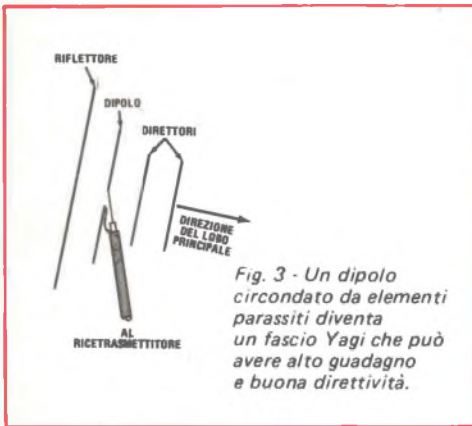 RIFLETTORE
DIPOLO
DIRETTORI
DIREZIONE
DEL LOBO
PRINCIPALE
AL
RICETRASMETTITORE
Fig. 3 - Un dipolo
circondato da elementi
parassiti diventa
un fascio Yagi che può
avere alto guadagno
e buona direttività.